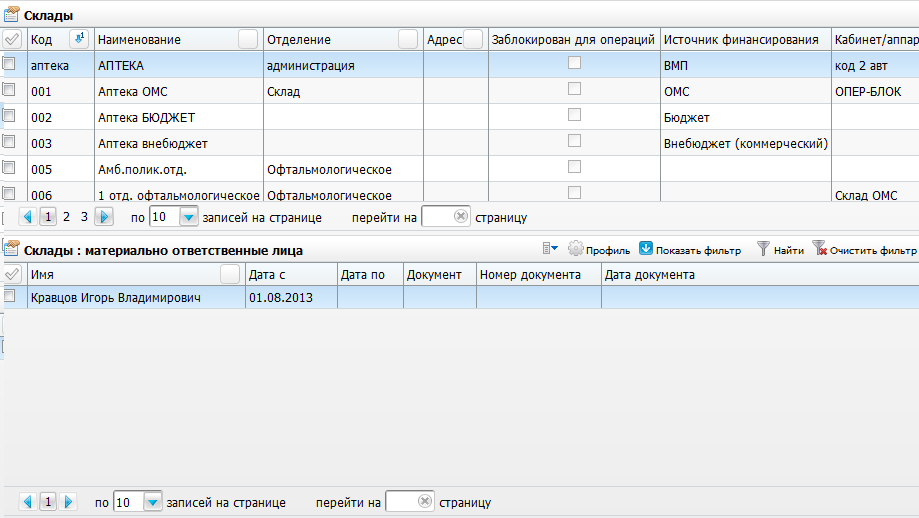 Склады
Код Наименование Отделение Адрес Заблокирован для операций Источник финансирования Кабинет/аппар
аптека АПТЕКА администрация ВМП код 2 авт
001 Аптека ОМС Склад ОМС ОПЕР-БЛОК
002 Аптека БЮДЖЕТ Бюджет
003 Аптека внебюджет Внебюджет (коммерческий)
005 Амб.полик.отд. Офтальмологическое
006 1 отд. офтальмологическое Офтальмологическое Склад ОМС
1 2 3 по 10 записей на странице перейти на страницу
Склады : материально ответственные лица Профиль Показать фильтр Найти Очистить фильтр
Имя Дата с Дата по Документ Номер документа Дата документа
Кравцов Игорь Владимирович 01.08.2013
1 по 10 записей на странице перейти на страницу